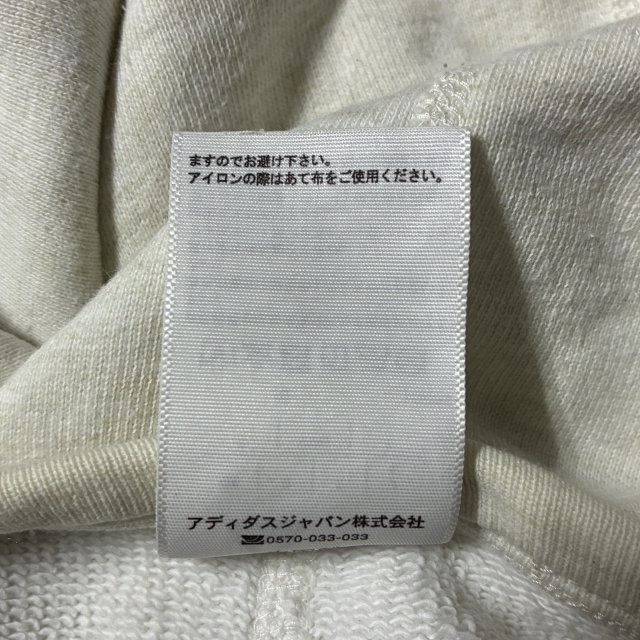 ますのでお避け下さい。
アイロンの際はあて布をご使用ください。
アディダスジャパン株式会社
0570-033-033